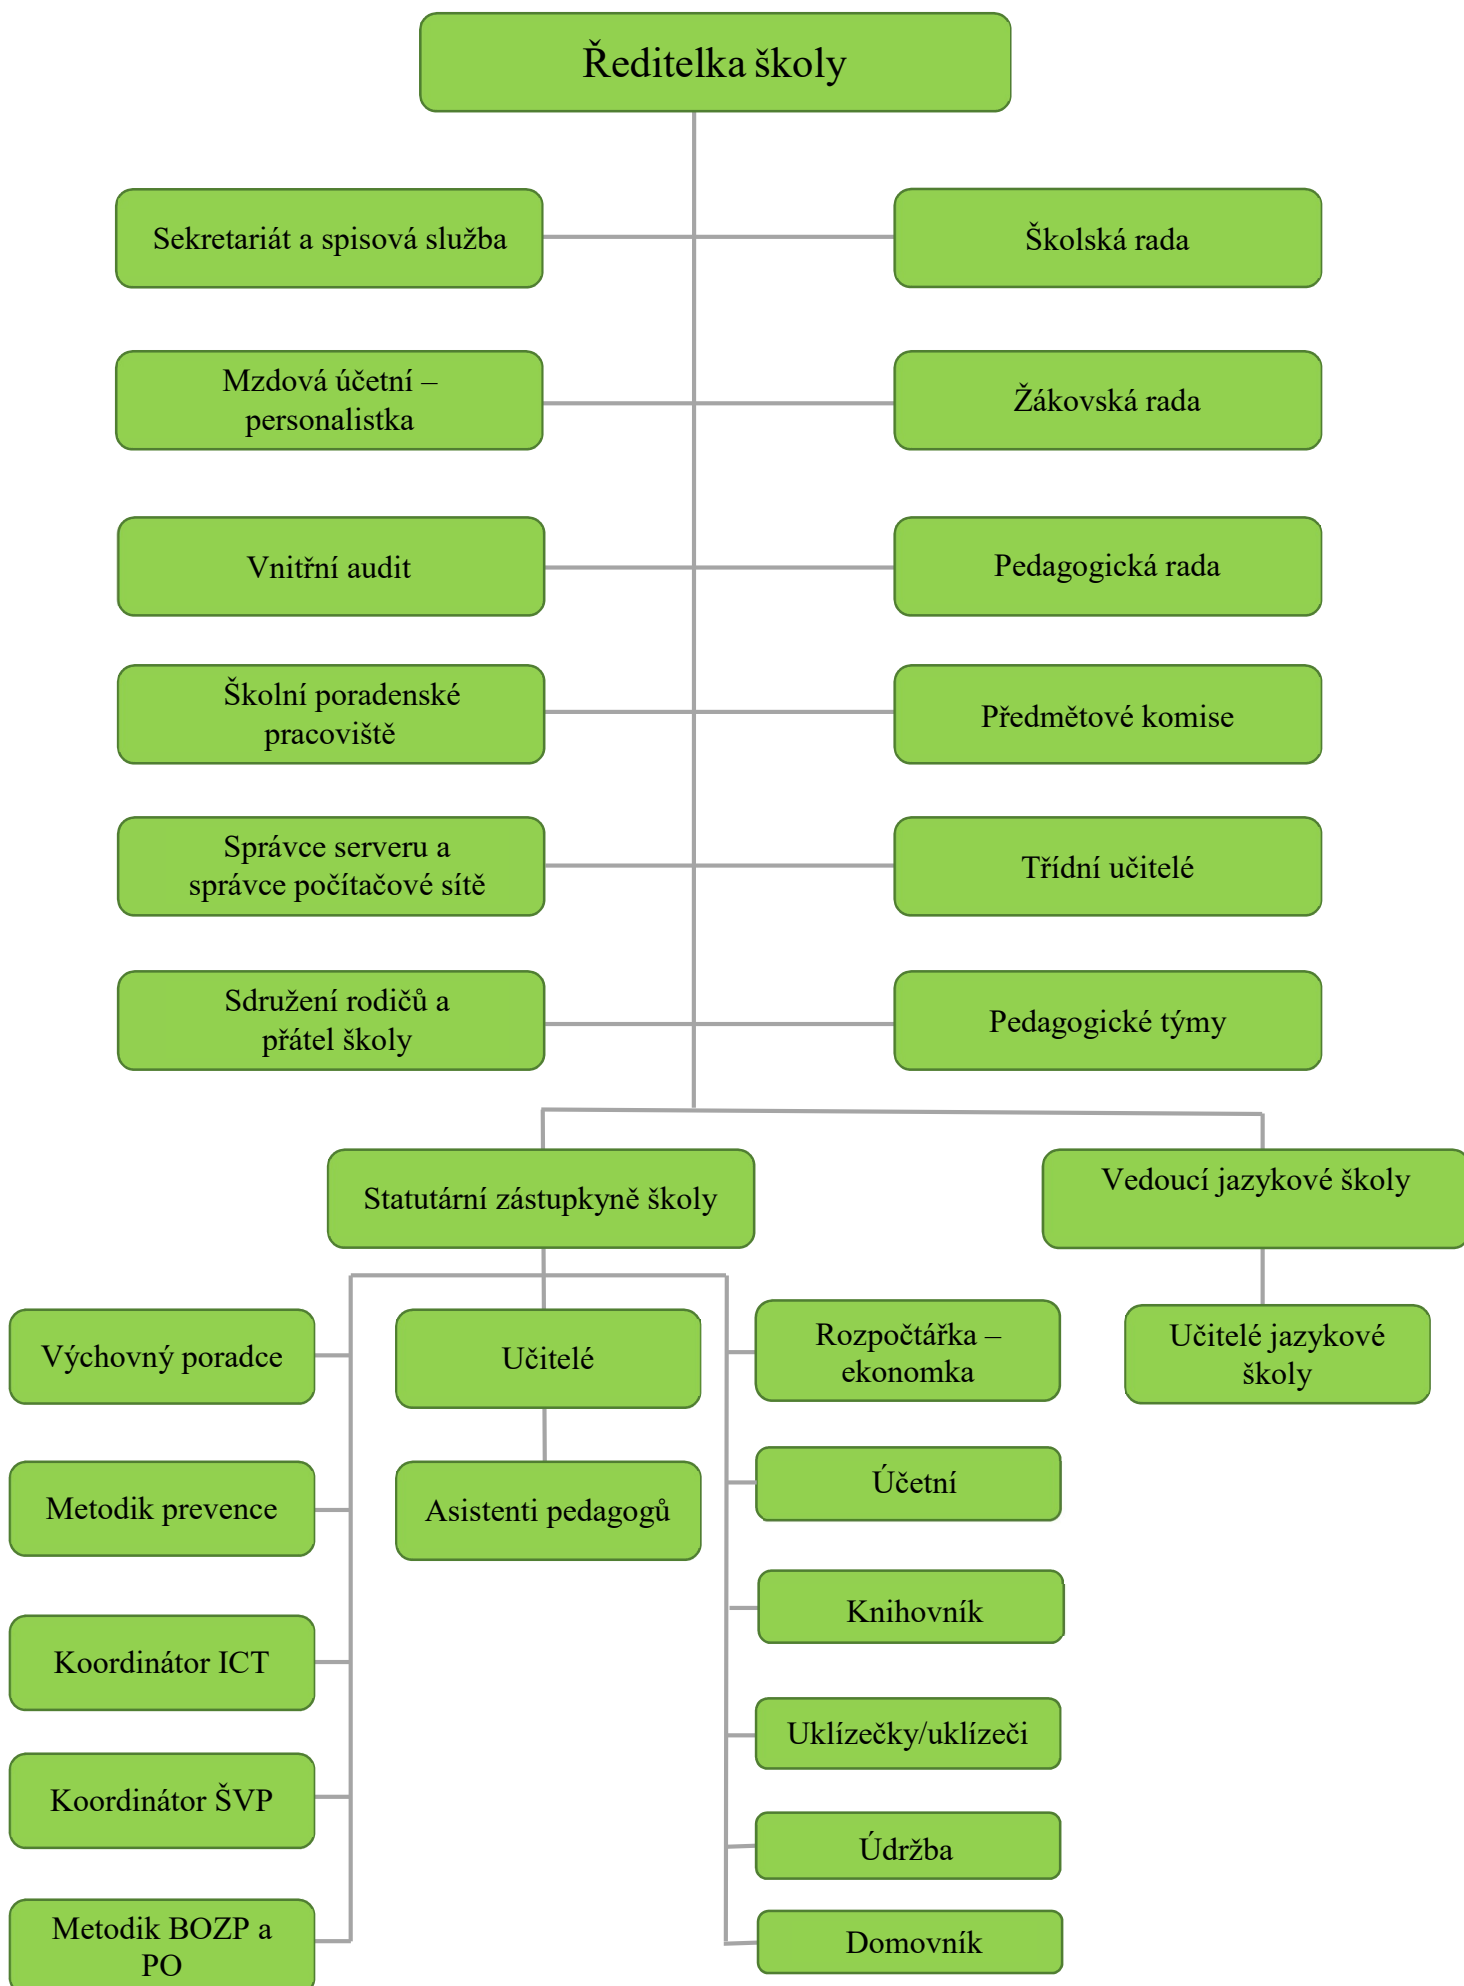 Ředitelka školy
Sekretariát a spisová služba
Školská rada
Mzdová účetní –
personalistka
Žákovská rada
Vnitřní audit
Pedagogická rada
Školní poradenské
pracoviště
Předmětové komise
Správce serveru a
správce počítačové sítě
Třídní učitelé
Sdružení rodičů a
přátel školy
Pedagogické týmy
Statutární zástupkyně školy
Vedoucí jazykové školy
Výchovný poradce
Učitelé
Rozpočtářka –
ekonomka
Učitelé jazykové
školy
Metodik prevence
Asistenti pedagogů
Účetní
Koordinátor ICT
Knihovník
Koordinátor ŠVP
Uklízečky/uklízeči
Údržba
Metodik BOZP a
PO
Domovník